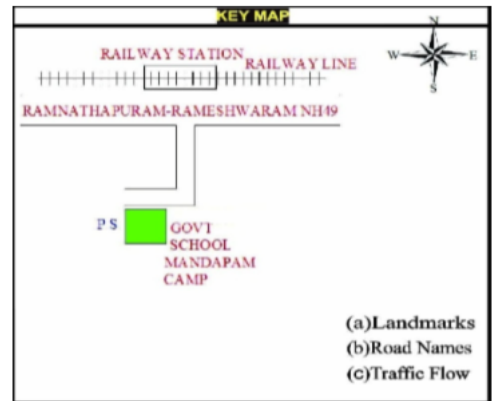 KEY MAP
N
W
E
S
RAILWAY STATION
RAILWAY LINE
RAMNATHAPURAM-RAMESHWARAM NH49
P S
GOVT
SCHOOL
MANDAPAM
CAMP
(a)Landmarks
(b)Road Names
(c)Traffic Flow